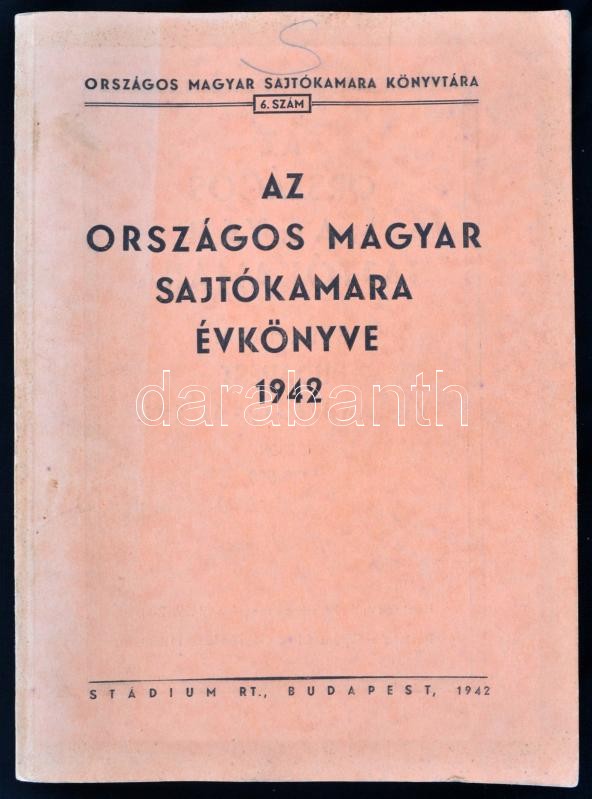 S
ORSZÁGOS MAGYAR SAJTÓKAMARA KÖNYVTÁRA
6. SZÁM
AZ
ORSZÁGOS MAGYAR
SAJTÓKAMARA
ÉVKÖNYVE
1942
darabanth
STÁDIUM RT., BUDAPEST, 1942